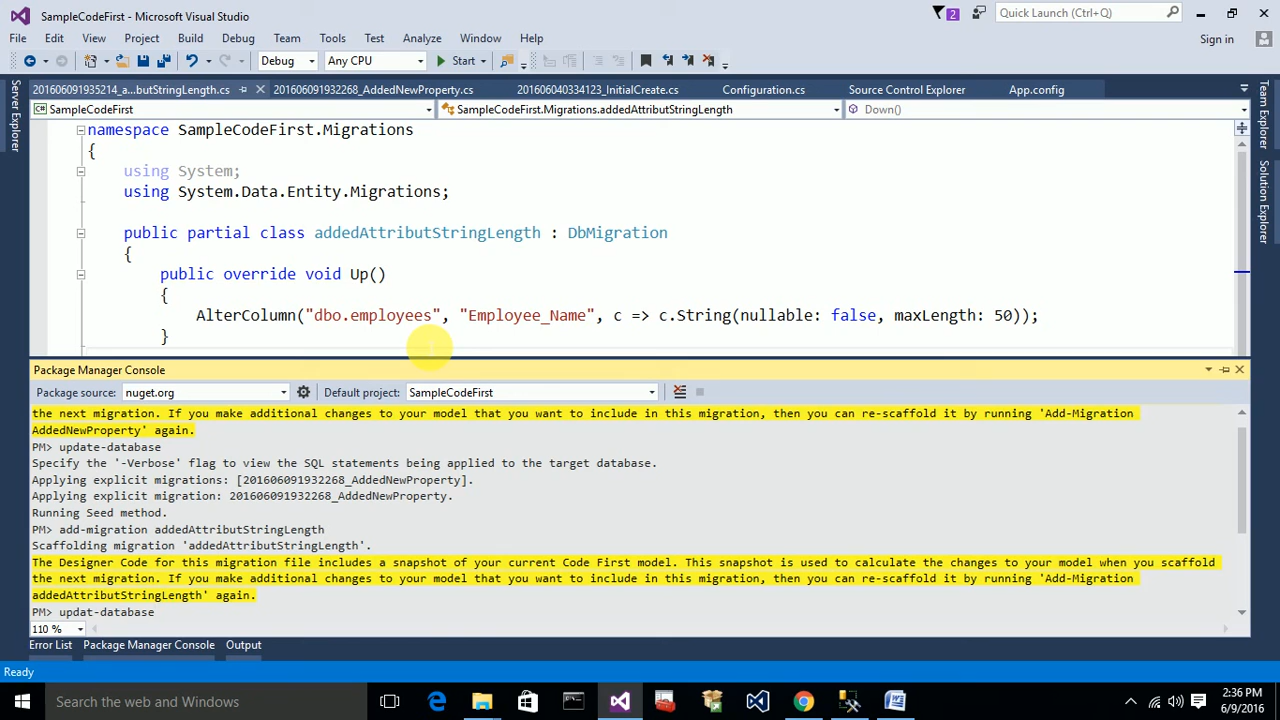 SampleCodeFirst - Microsoft Visual Studio
2
Quick Launch (Ctrl+Q)
File Edit View Project Build Debug Team Tools Test Analyze Window Help
Sign in
Debug Any CPU Start
201606091935214_a...butStringLength.cs 201606091932268_AddedNewProperty.cs 201606040334123_InitialCreate.cs Configuration.cs Source Control Explorer App.config
SampleCodeFirst SampleCodeFirst.Migrations.addedAttributStringLength Down()
Server Explorer
Team Explorer
Solution Explorer
namespace SampleCodeFirst.Migrations
{
using System;
using System.Data.Entity.Migrations;
public partial class addedAttributStringLength : DbMigration
{
public override void Up()
{
AlterColumn("dbo.employees", "Employee_Name", c => c.String(nullable: false, maxLength: 50));
}
Package Manager Console
Package source: nuget.org Default project: SampleCodeFirst
the next migration. If you make additional changes to your model that you want to include in this migration, then you can re-scaffold it by running 'Add-Migration
AddedNewProperty' again.
PM> update-database
Specify the '-Verbose' flag to view the SQL statements being applied to the target database.
Applying explicit migrations: [201606091932268_AddedNewProperty].
Applying explicit migration: 201606091932268_AddedNewProperty.
Running Seed method.
PM> add-migration addedAttributStringLength
Scaffolding migration 'addedAttributStringLength'.
The Designer Code for this migration file includes a snapshot of your current Code First model. This snapshot is used to calculate the changes to your model when you scaffold
the next migration. If you make additional changes to your model that you want to include in this migration, then you can re-scaffold it by running 'Add-Migration
addedAttributStringLength' again.
PM> updat-database
110 %
Error List Package Manager Console Output
Ready
Search the web and Windows
2:36 PM
6/9/2016